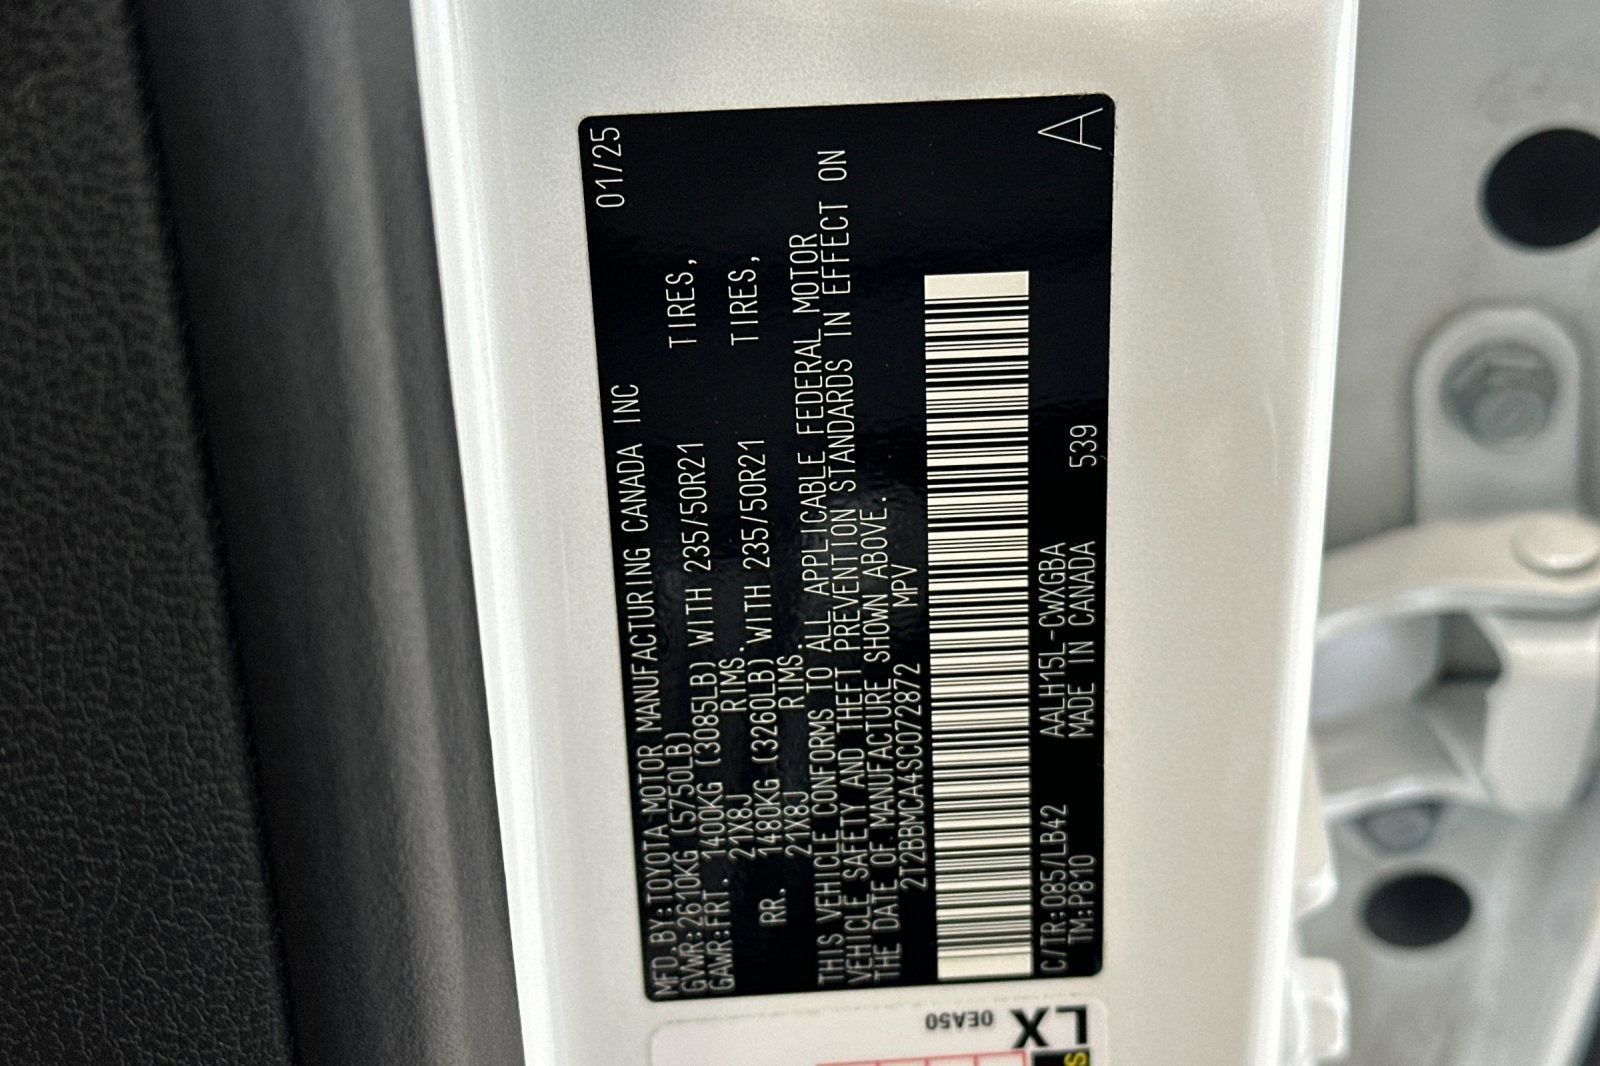 MFD.BY:TOYOTA MOTOR MANUFACTURING CANADA INC 01/25
GVWR:2610KG (5750LB)
GAWR:FRT. 1400KG (3085LB) WITH 235/50R21 TIRES,
21X8J RIMS.
RR. 1480KG (3260LB) WITH 235/50R21 TIRES,
21X8J RIMS.
THIS VEHICLE CONFORMS TO ALL APPLICABLE FEDERAL MOTOR
VEHICLE SAFETY AND THEFT PREVENTION STANDARDS IN EFFECT ON
THE DATE OF MANUFACTURE SHOWN ABOVE.
2T2BBMCA4SC072872 MPV
C/TR:085/LB42 AALH15L-CWXGBA 539
TM:P810 MADE IN CANADA A
LX 0EA50
S